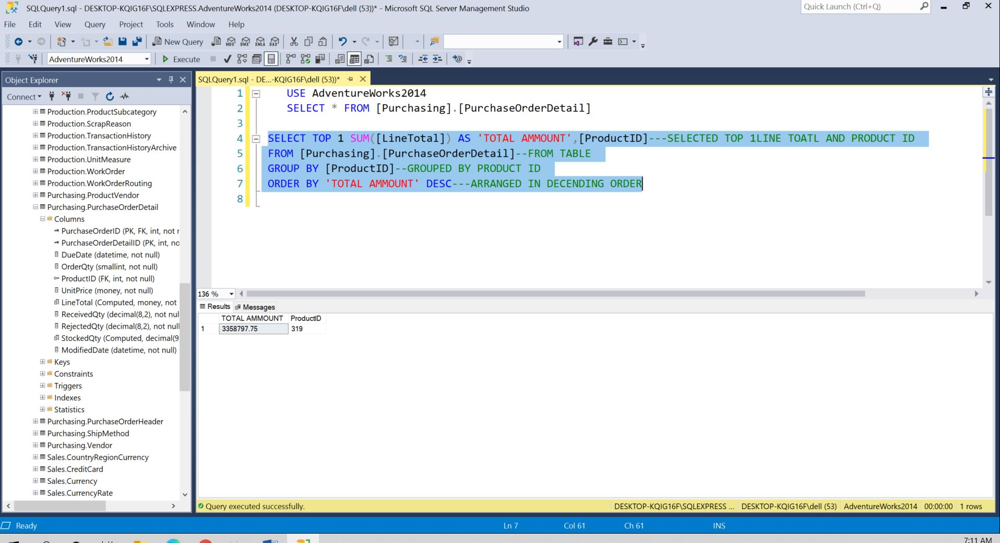 SQLQuery1.sql - DESKTOP-KQIG16F\SQLEXPRESS.AdventureWorks2014 (DESKTOP-KQIG16F\dell (53))* - Microsoft SQL Server Management Studio
Quick Launch (Ctrl+Q)
File Edit View Query Project Tools Window Help
New Query MDX DMX XMLA DAX
AdventureWorks2014 Execute
Object Explorer
Connect
Production.ProductSubcategory
Production.ScrapReason
Production.TransactionHistory
Production.TransactionHistoryArchive
Production.UnitMeasure
Production.WorkOrder
Production.WorkOrderRouting
Purchasing.ProductVendor
Purchasing.PurchaseOrderDetail
Columns
PurchaseOrderID (PK, FK, int, not r
PurchaseOrderDetailID (PK, int, no
DueDate (datetime, not null)
OrderQty (smallint, not null)
ProductID (FK, int, not null)
UnitPrice (money, not null)
LineTotal (Computed, money, not
ReceivedQty (decimal(8,2), not nul
RejectedQty (decimal(8,2), not null
StockedQty (Computed, decimal(9
ModifiedDate (datetime, not null)
Keys
Constraints
Triggers
Indexes
Statistics
Purchasing.PurchaseOrderHeader
Purchasing.ShipMethod
Purchasing.Vendor
Sales.CountryRegionCurrency
Sales.CreditCard
Sales.Currency
Sales.CurrencyRate
SQLQuery1.sql - DE...-KQIG16F\dell (53))*
1 USE AdventureWorks2014
2 SELECT * FROM [Purchasing].[PurchaseOrderDetail]
3
4 SELECT TOP 1 SUM([LineTotal]) AS 'TOTAL AMMOUNT',[ProductID]---SELECTED TOP 1LINE TOATL AND PRODUCT ID
5 FROM [Purchasing].[PurchaseOrderDetail]--FROM TABLE
6 GROUP BY [ProductID]--GROUPED BY PRODUCT ID
7 ORDER BY 'TOTAL AMMOUNT' DESC---ARRANGED IN DECENDING ORDER
8
136 %
Results Messages
TOTAL AMMOUNT ProductID
1 3358797.75 319
Query executed successfully. DESKTOP-KQIG16F\SQLEXPRESS ... DESKTOP-KQIG16F\dell (53) AdventureWorks2014 00:00:00 1 rows
Ready Ln 7 Col 61 Ch 61 INS
7:11 AM